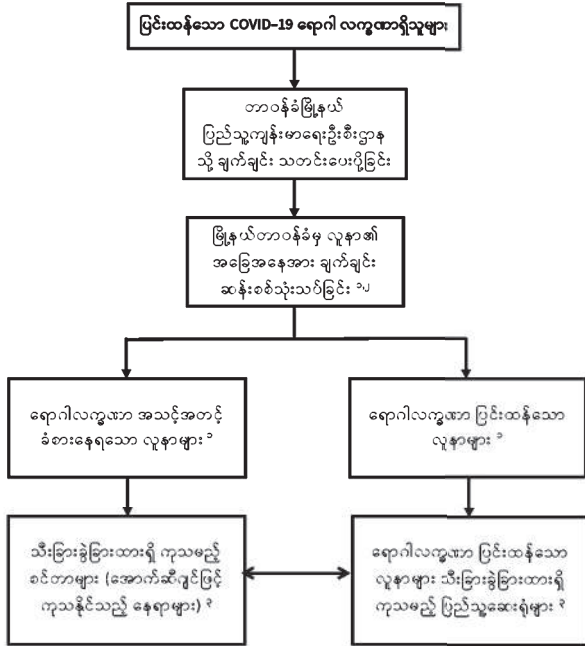 ပြင်းထန်သော COVID-19 ရောဂါ လက္ခဏာရှိသူများ
တာဝန်ခံမြို့နယ်
ပြည်သူ့ကျန်းမာရေးဦးစီးဌာန
သို့ ချက်ချင်း သတင်းပေးပို့ခြင်း
မြို့နယ်တာဝန်ခံမှ လူနာ၏
အခြေအနေအား ချက်ချင်း
ဆန်းစစ်သုံးသပ်ခြင်း ၁,၂
ရောဂါလက္ခဏာ အသင့်အတင့်
ခံစားနေရသော လူနာများ ၁
ရောဂါလက္ခဏာ ပြင်းထန်သော
လူနာများ ၁
သီးခြားခွဲခြားထားရှိ ကုသမည့်
စင်တာများ (အောက်ဆီဂျင်ဖြင့်
ကုသနိုင်သည့် နေရာများ) ၃
ရောဂါလက္ခဏာ ပြင်းထန်သော
လူနာများ သီးခြားခွဲခြားထားရှိ
ကုသမည့် ပြည်သူ့ဆေးရုံများ ၃